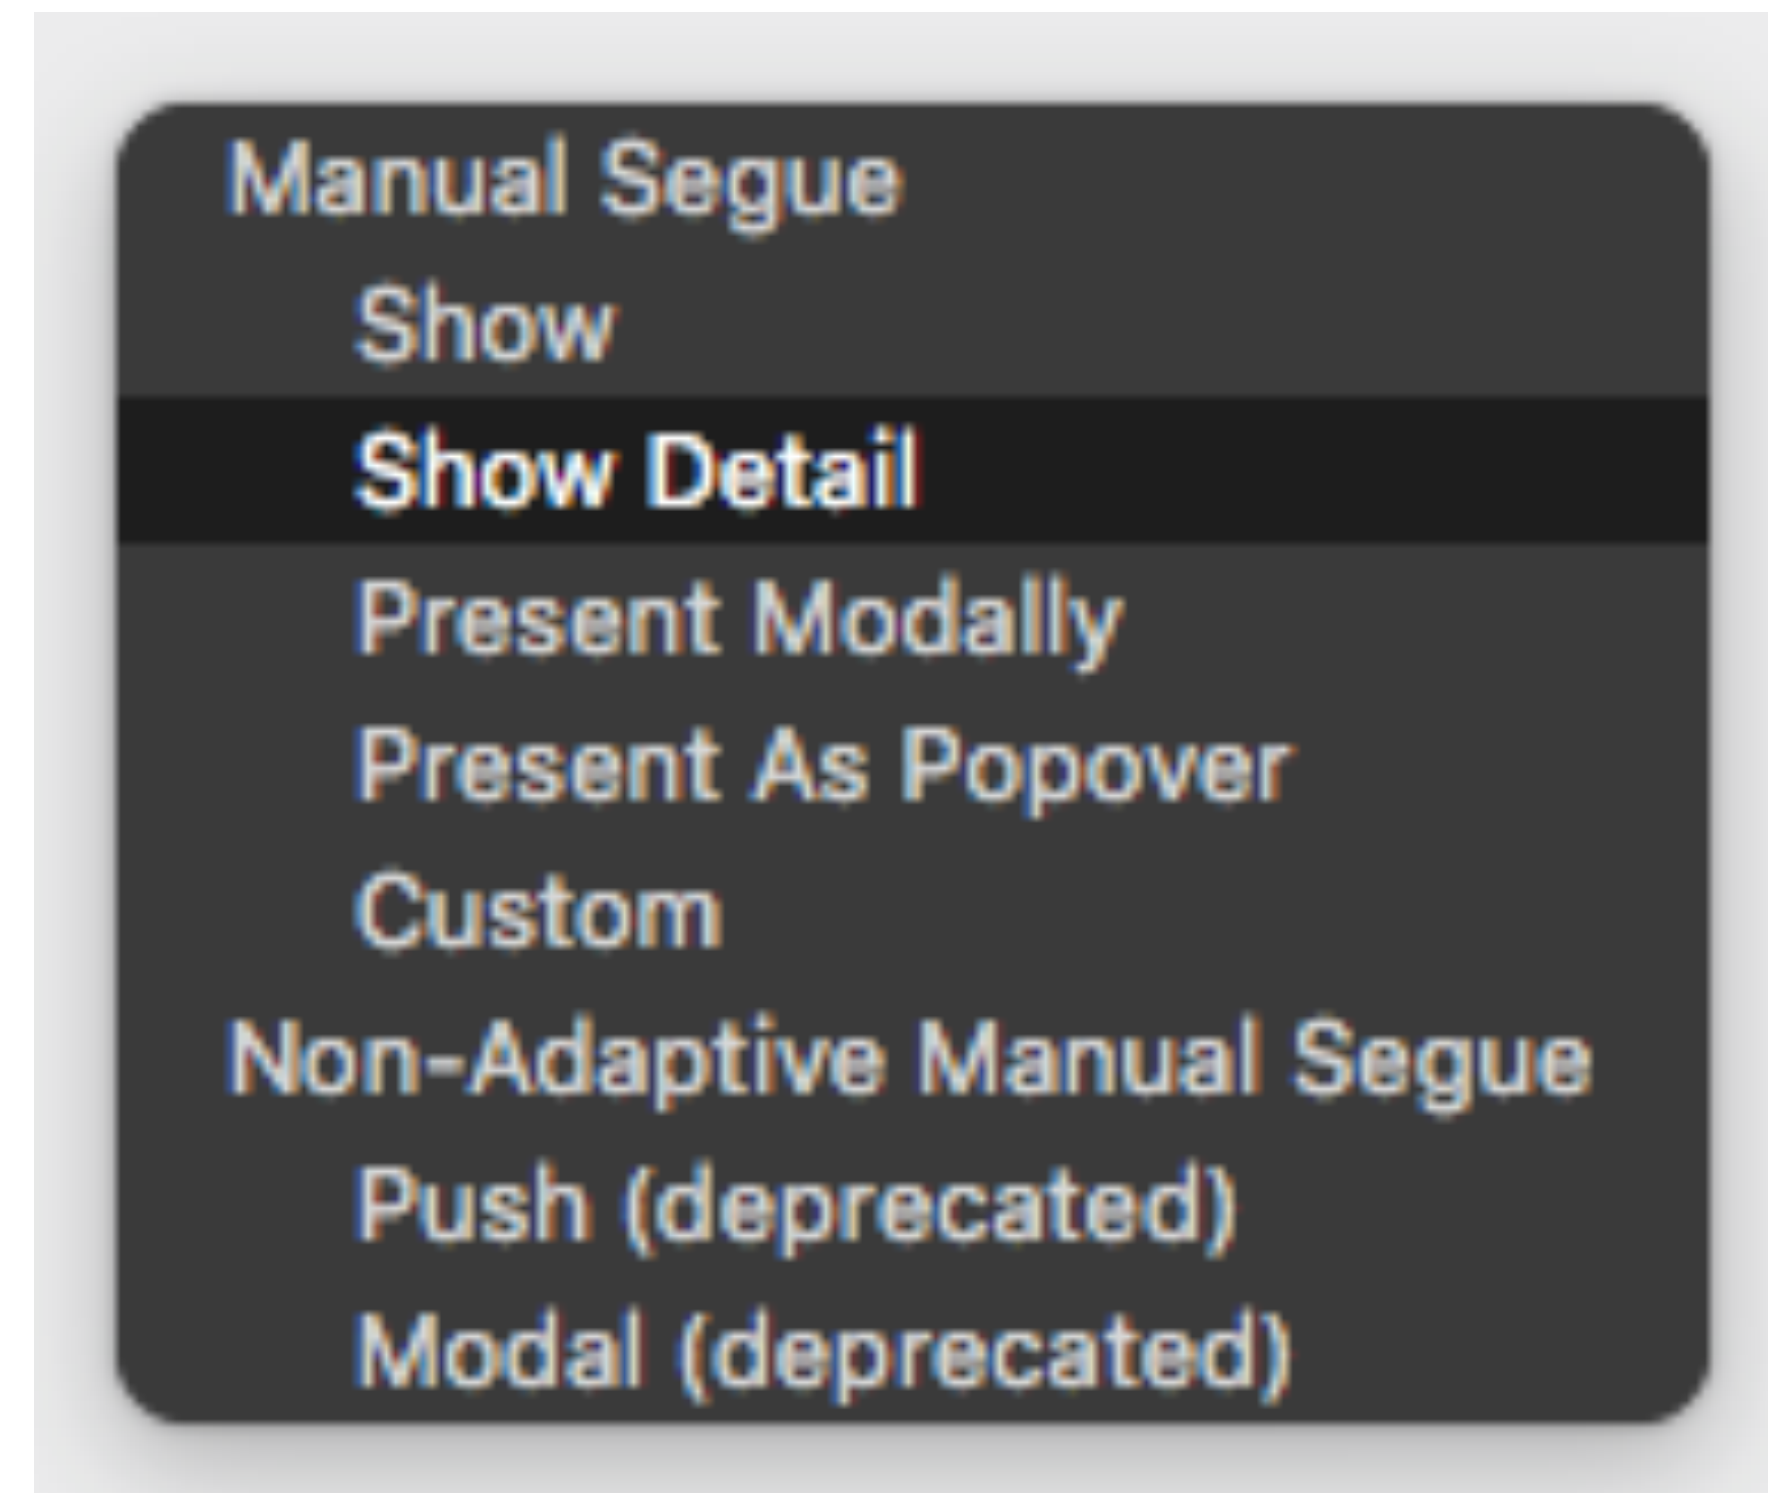 Manual Segue
Show
Show Detail
Present Modally
Present As Popover
Custom
Non-Adaptive Manual Segue
Push (deprecated)
Modal (deprecated)